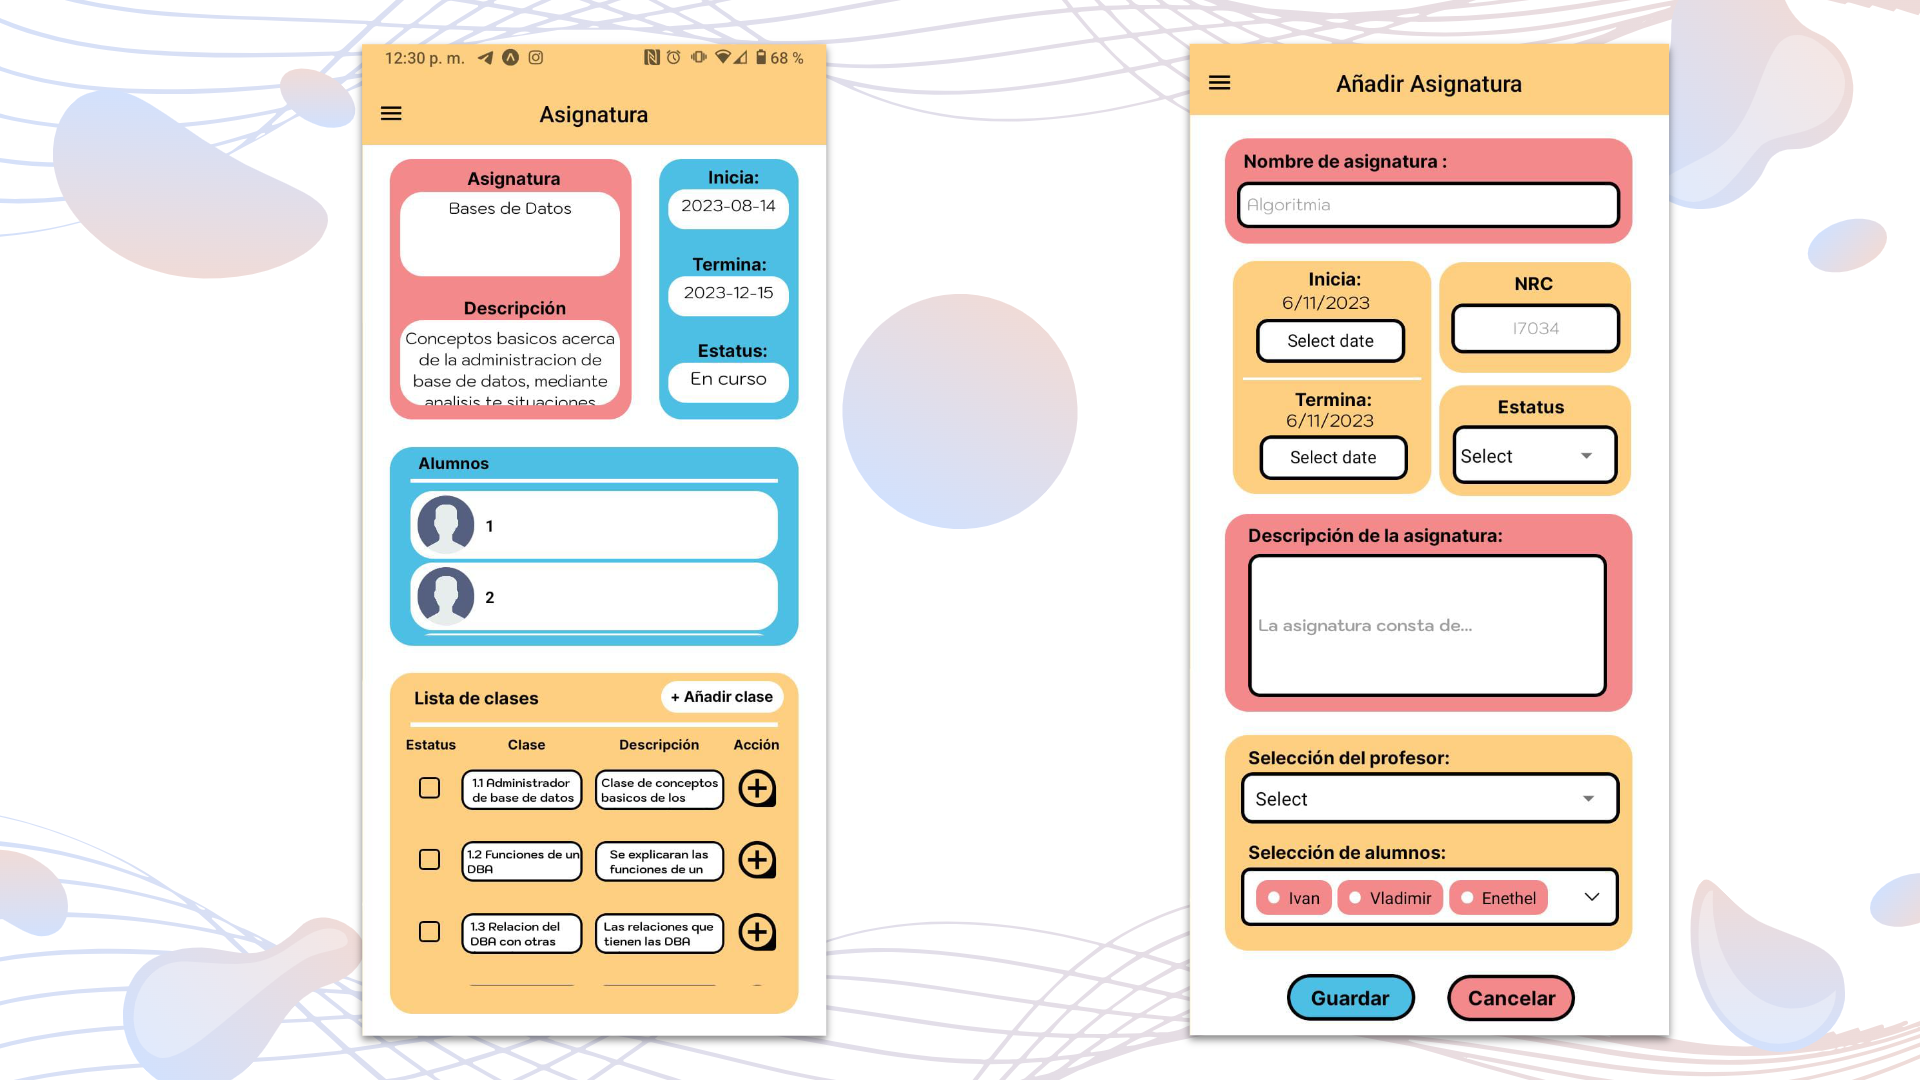 12:30 p. m.
68 %
Asignatura
Asignatura
Bases de Datos
Descripción
Conceptos basicos acerca
de la administracion de
base de datos, mediante
analisis te situaciones
Inicia:
2023-08-14
Termina:
2023-12-15
Estatus:
En curso
Alumnos
1
2
Lista de clases
+ Añadir clase
Estatus Clase Descripción Acción
1.1 Administrador
de base de datos
Clase de conceptos
basicos de los
1.2 Funciones de un
DBA
Se explicaran las
funciones de un
1.3 Relacion del
DBA con otras
Las relaciones que
tienen las DBA
Añadir Asignatura
Nombre de asignatura :
Algoritmia
Inicia:
6/11/2023
Select date
Termina:
6/11/2023
Select date
NRC
I7034
Estatus
Select
Descripción de la asignatura:
La asignatura consta de...
Selección del profesor:
Select
Selección de alumnos:
Ivan Vladimir Enethel
Guardar Cancelar